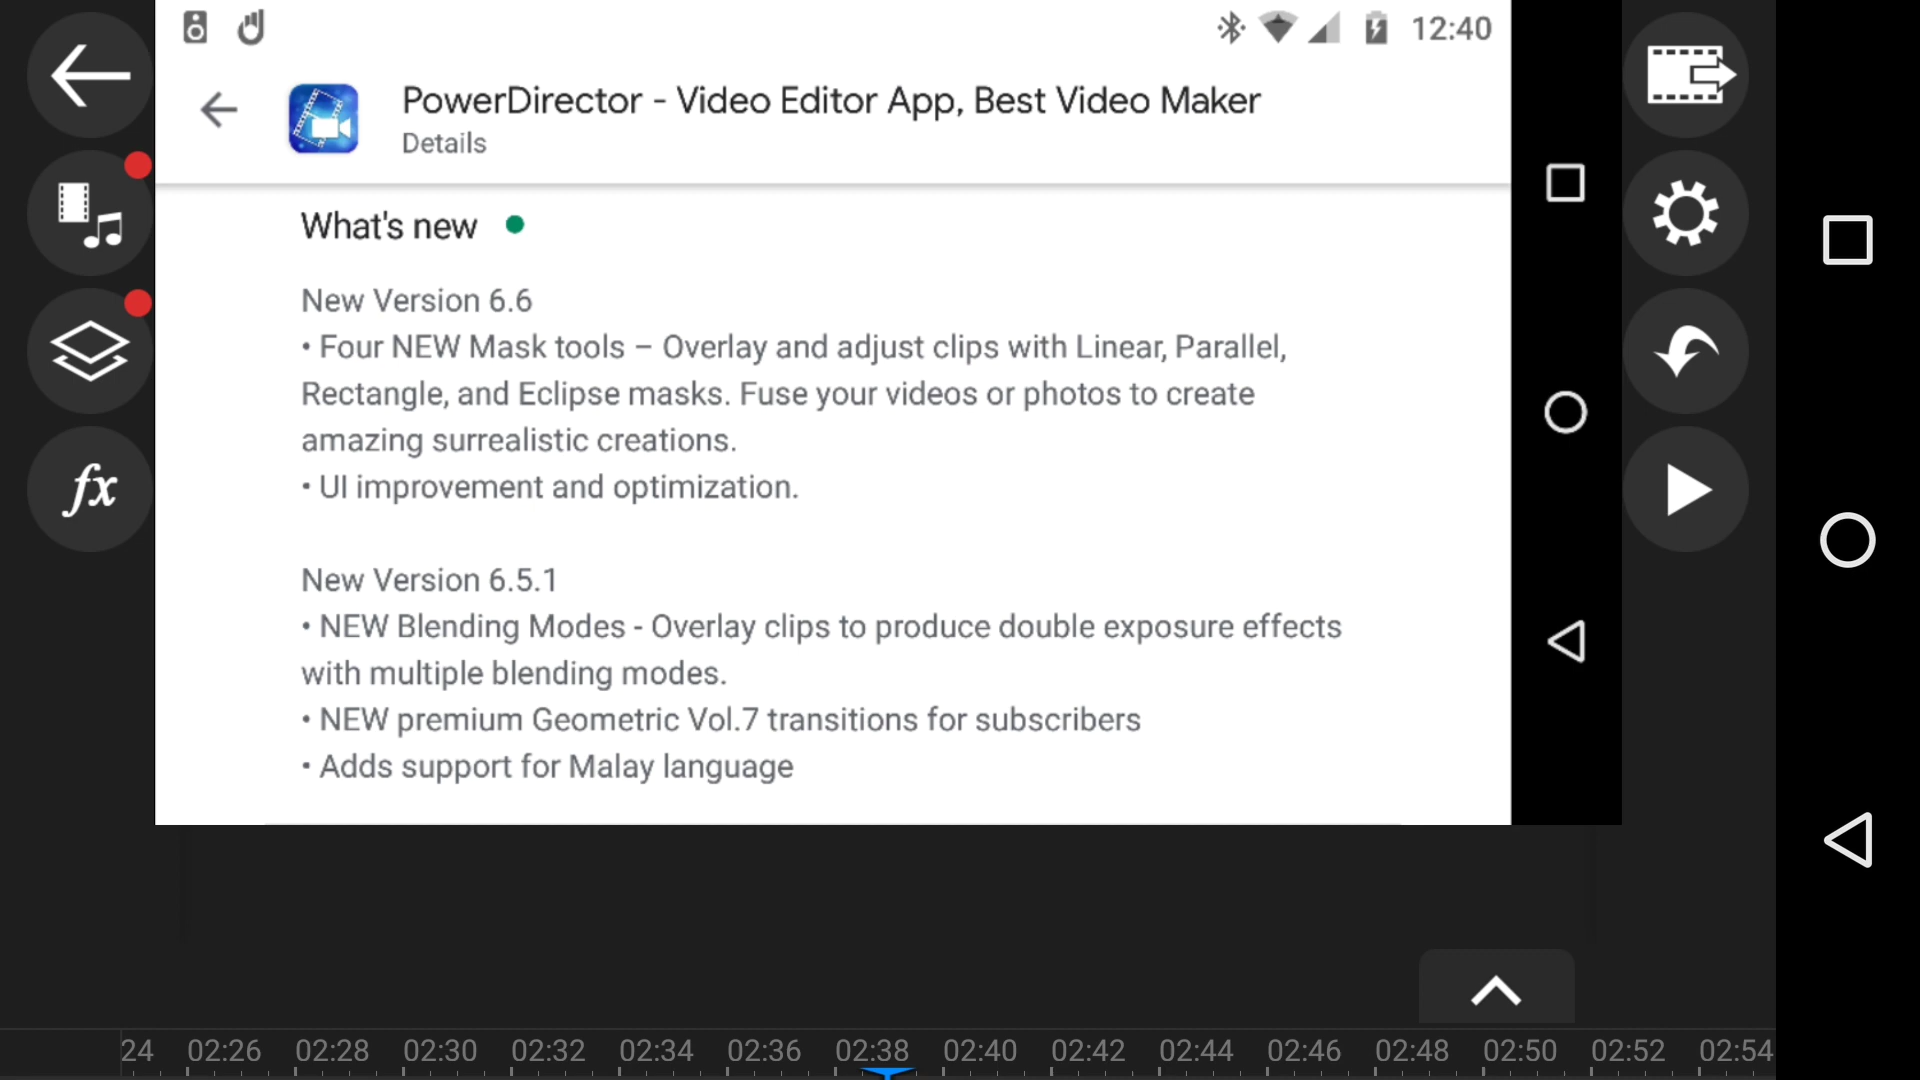 12:40
PowerDirector - Video Editor App, Best Video Maker
Details
What's new
New Version 6.6
• Four NEW Mask tools – Overlay and adjust clips with Linear, Parallel,
Rectangle, and Eclipse masks. Fuse your videos or photos to create
amazing surrealistic creations.
• UI improvement and optimization.
New Version 6.5.1
• NEW Blending Modes - Overlay clips to produce double exposure effects
with multiple blending modes.
• NEW premium Geometric Vol.7 transitions for subscribers
• Adds support for Malay language
fx
24 02:26 02:28 02:30 02:32 02:34 02:36 02:38 02:40 02:42 02:44 02:46 02:48 02:50 02:52 02:54